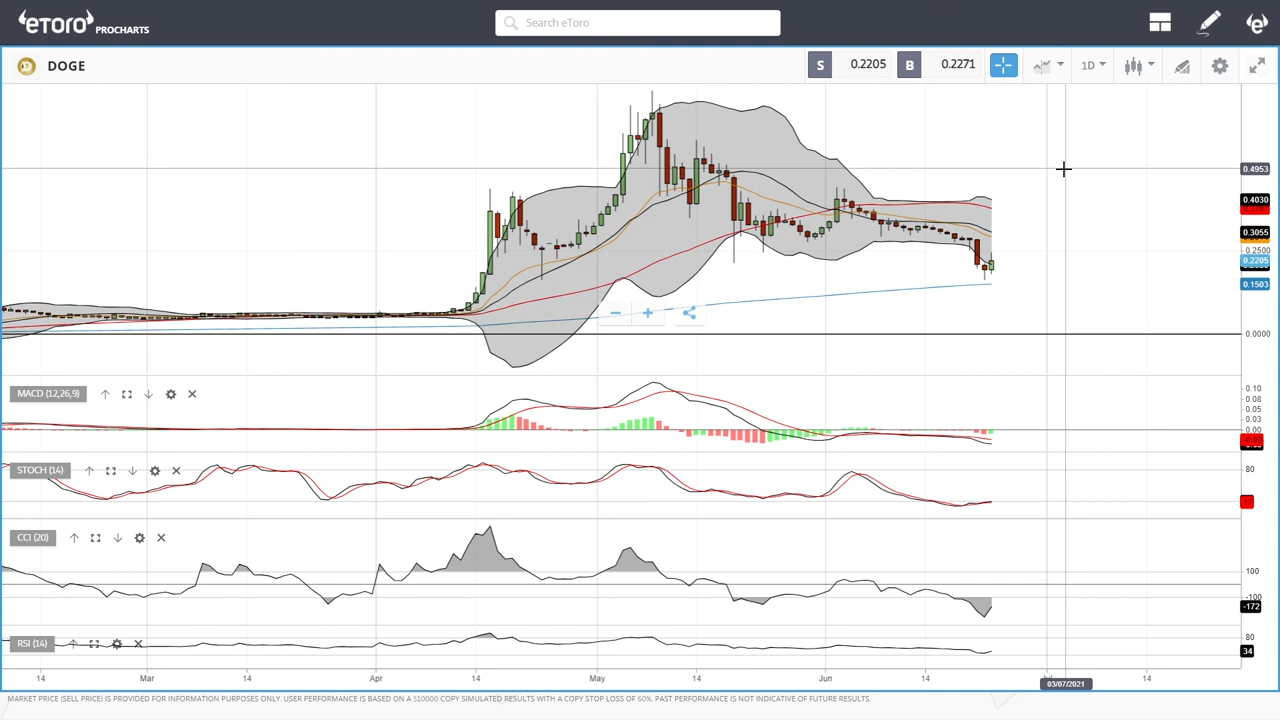 eToro PROCHARTS
Search eToro
DOGE
S 0.2205 B 0.2271
1D
0.4953
0.4030
0.3055
0.2500
0.2205
0.1503
0.0000
MACD (12,26,9)
0.10
0.08
0.05
0.03
0.00
STOCH (14)
80
CCI (20)
100
-100
-172
RSI (14)
80
34
14 Mar 14 Apr 14 May 14 Jun 14 14
03/07/2021
MARKET PRICE (SELL PRICE) IS PROVIDED FOR INFORMATION PURPOSES ONLY. USER PERFORMANCE IS BASED ON A $10000 COPY SIMULATED RESULTS WITH A COPY STOP LOSS OF 60%. PAST PERFORMANCE IS NOT INDICATIVE OF FUTURE RESULTS.